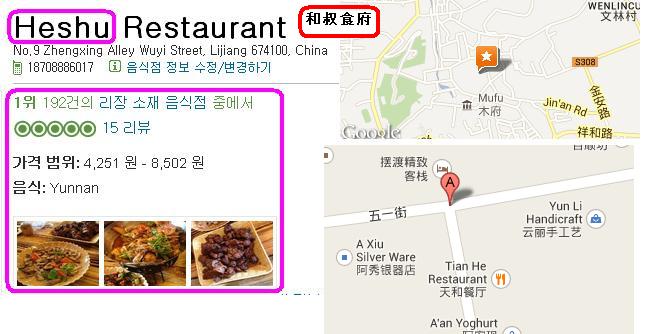 Heshu Restaurant 和叔食府
No,9 Zhengxing Alley Wuyi Street, Lijiang 674100, China
18708886017 음식점 정보 수정/변경하기
1위 192건의 리장 소재 음식점 중에서
15 리뷰
가격 범위: 4,251 원 - 8,502 원
음식: Yunnan
WENLINCU
文林村
S308
Mufu
木府
Jin'an Rd
金安路
祥和路
Google
摆渡精致
客栈
A
五一街
Yun Li
Handicraft
云丽手工艺
A Xiu
Silver Ware
阿秀银器店
Tian He
Restaurant
天和餐厅
A'an Yoghurt